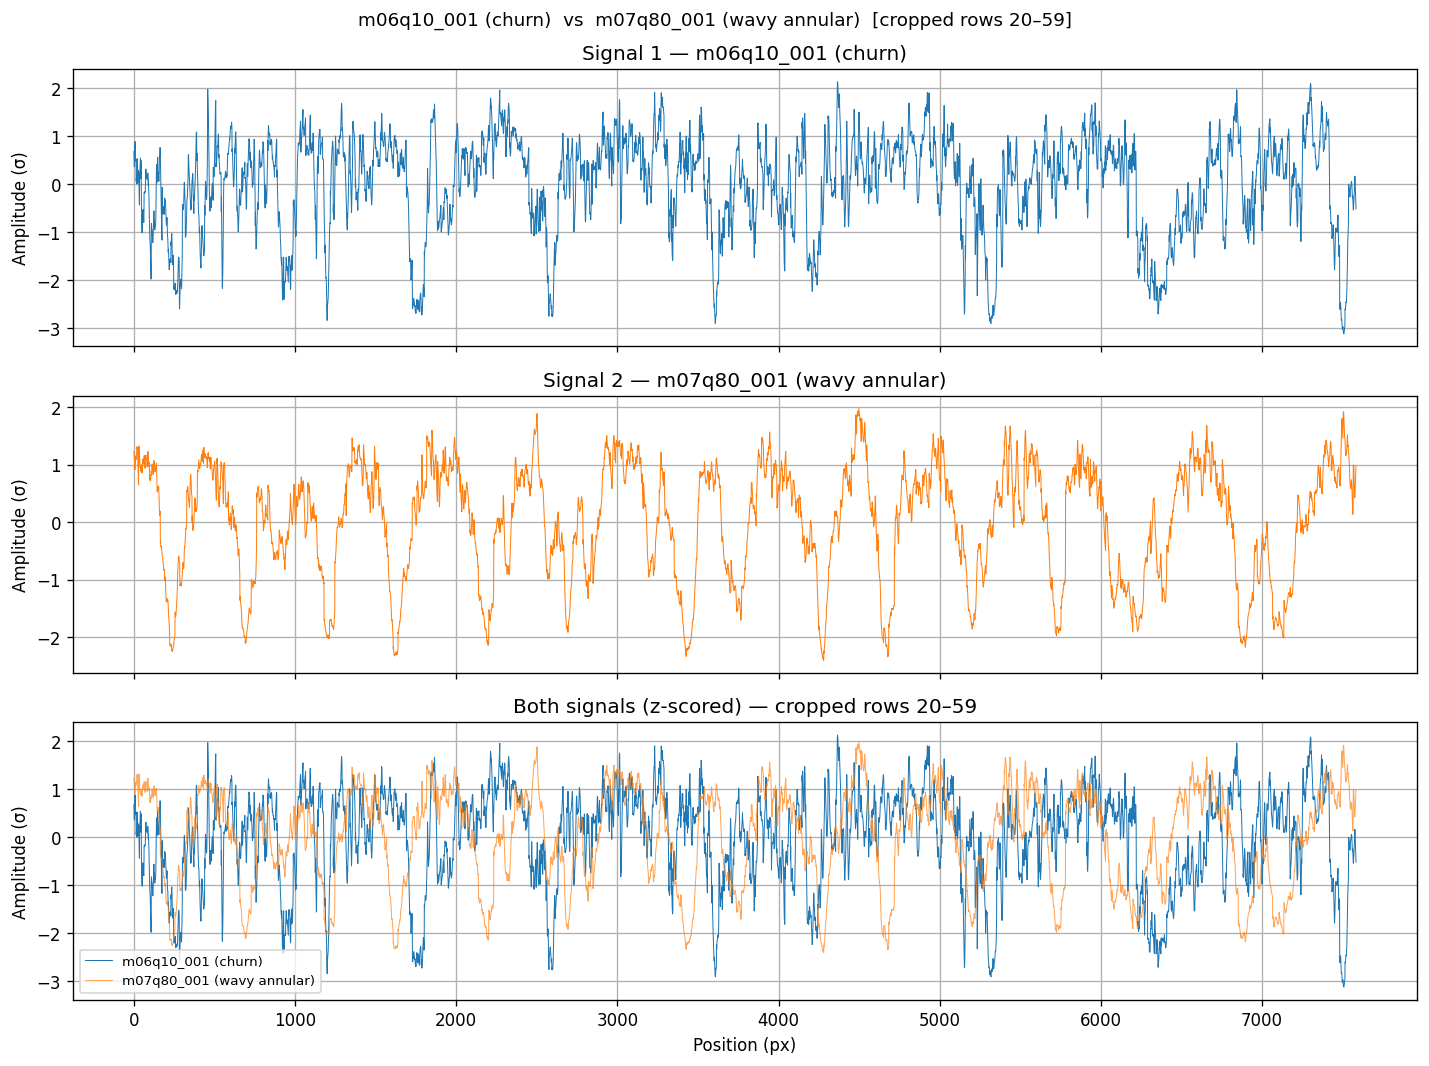 m06q10_001 (churn)  vs  m07q80_001 (wavy annular)  [cropped rows 20–59]
Signal 1 — m06q10_001 (churn)
Amplitude (σ)
2
1
0
−1
−2
−3
Signal 2 — m07q80_001 (wavy annular)
Amplitude (σ)
2
1
0
−1
−2
Both signals (z-scored) — cropped rows 20–59
Amplitude (σ)
2
1
0
−1
−2
−3
m06q10_001 (churn)
m07q80_001 (wavy annular)
0 1000 2000 3000 4000 5000 6000 7000
Position (px)